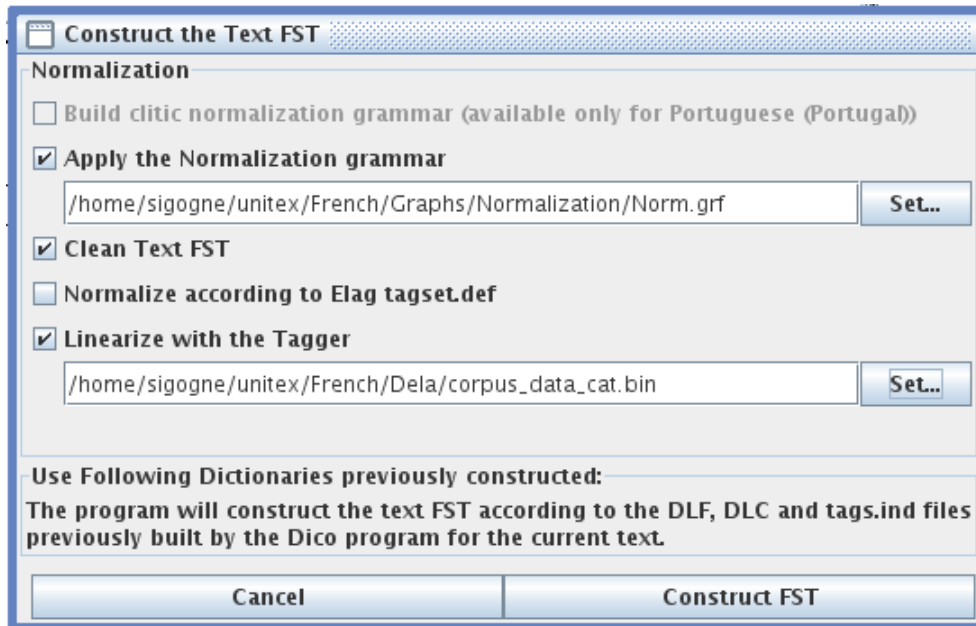 Construct the Text FST
Normalization
Build clitic normalization grammar (available only for Portuguese (Portugal))
Apply the Normalization grammar
/home/sigogne/unitex/French/Graphs/Normalization/Norm.grf
Set...
Clean Text FST
Normalize according to Elag tagset.def
Linearize with the Tagger
/home/sigogne/unitex/French/Dela/corpus_data_cat.bin
Set...
Use Following Dictionaries previously constructed:
The program will construct the text FST according to the DLF, DLC and tags.ind files
previously built by the Dico program for the current text.
Cancel
Construct FST